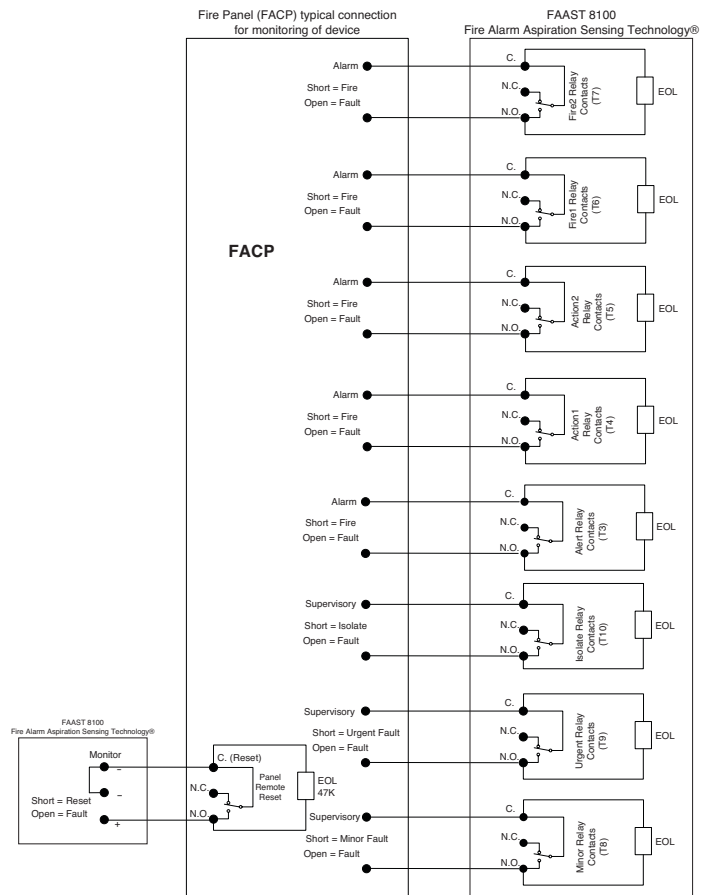 Fire Panel (FACP) typical connection
for monitoring of device
FAAST 8100
Fire Alarm Aspiration Sensing Technology®
FACP
Alarm
Short = Fire
Open = Fault
C.
N.C.
N.O.
Fire2 Relay
Contacts
(T7)
EOL
Alarm
Short = Fire
Open = Fault
C.
N.C.
N.O.
Fire1 Relay
Contacts
(T6)
EOL
Alarm
Short = Fire
Open = Fault
C.
N.C.
N.O.
Action2
Relay
Contacts
(T5)
EOL
Alarm
Short = Fire
Open = Fault
C.
N.C.
N.O.
Action1
Relay
Contacts
(T4)
EOL
Alarm
Short = Fire
Open = Fault
C.
N.C.
N.O.
Alert Relay
Contacts
(T3)
EOL
Supervisory
Short = Isolate
Open = Fault
C.
N.C.
N.O.
Isolate Relay
Contacts
(T10)
EOL
Supervisory
Short = Urgent Fault
Open = Fault
C.
N.C.
N.O.
Urgent Relay
Contacts
(T9)
EOL
Supervisory
Short = Minor Fault
Open = Fault
C.
N.C.
N.O.
Minor Relay
Contacts
(T8)
EOL
FAAST 8100
Fire Alarm Aspiration Sensing Technology®
Monitor
–
–
+
Short = Reset
Open = Fault
C. (Reset)
N.C.
N.O.
Panel
Remote
Reset
EOL
47K